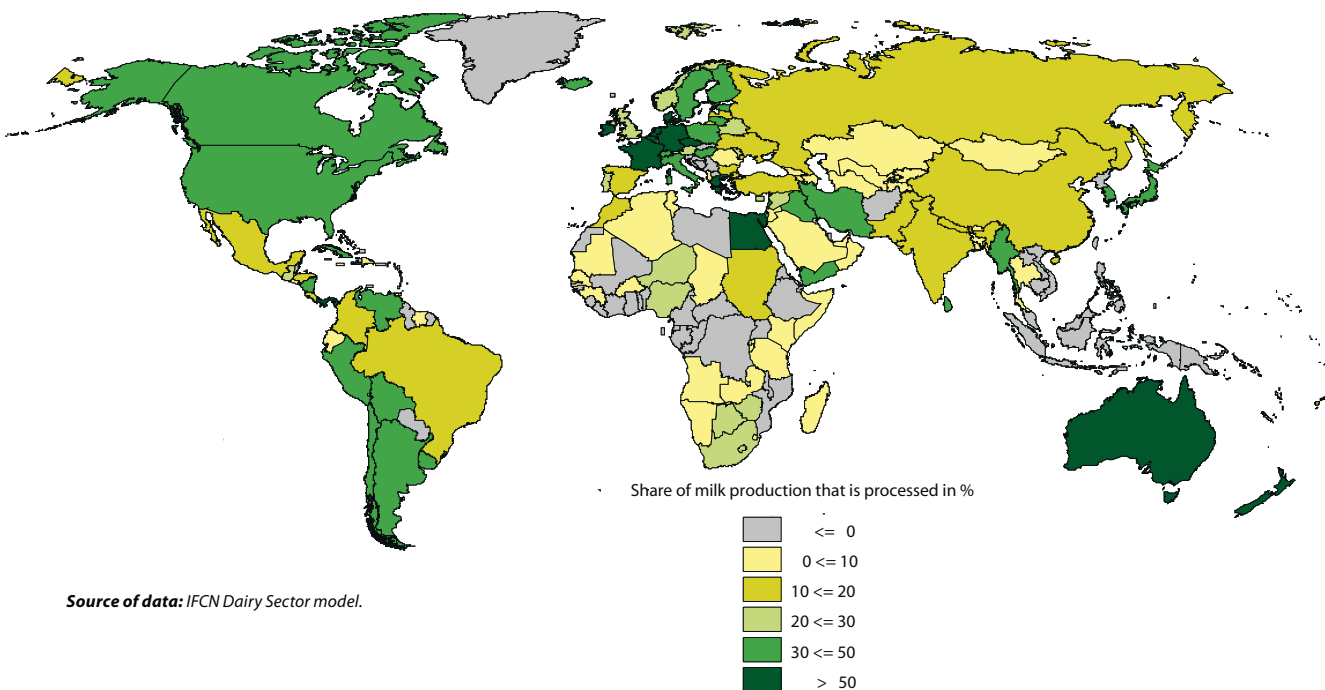 Share of milk production that is processed in %
<= 0
0 <= 10
10 <= 20
20 <= 30
30 <= 50
> 50
Source of data: IFCN Dairy Sector model.